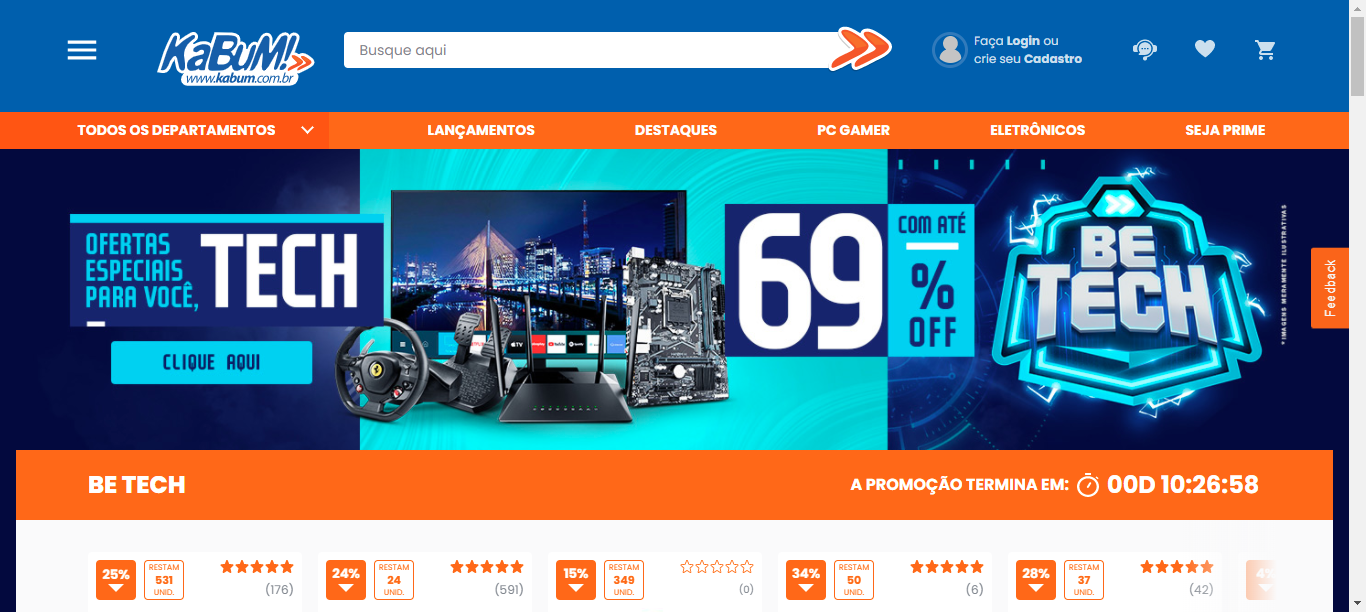 KaBuM!
www.kabum.com.br
Busque aqui
Faça Login ou
crie seu Cadastro
TODOS OS DEPARTAMENTOS
LANÇAMENTOS
DESTAQUES
PC GAMER
ELETRÔNICOS
SEJA PRIME
OFERTAS
ESPECIAIS
PARA VOCÊ,
TECH
CLIQUE AQUI
69
COM ATÉ
%
OFF
BE
TECH
*IMAGENS MERAMENTE ILUSTRATIVAS
Feedback
BE TECH
A PROMOÇÃO TERMINA EM: 00D 10:26:58
25%
RESTAM
531
UNID.
(176)
24%
RESTAM
24
UNID.
(591)
15%
RESTAM
349
UNID.
(0)
34%
RESTAM
50
UNID.
(6)
28%
RESTAM
37
UNID.
(42)
4%